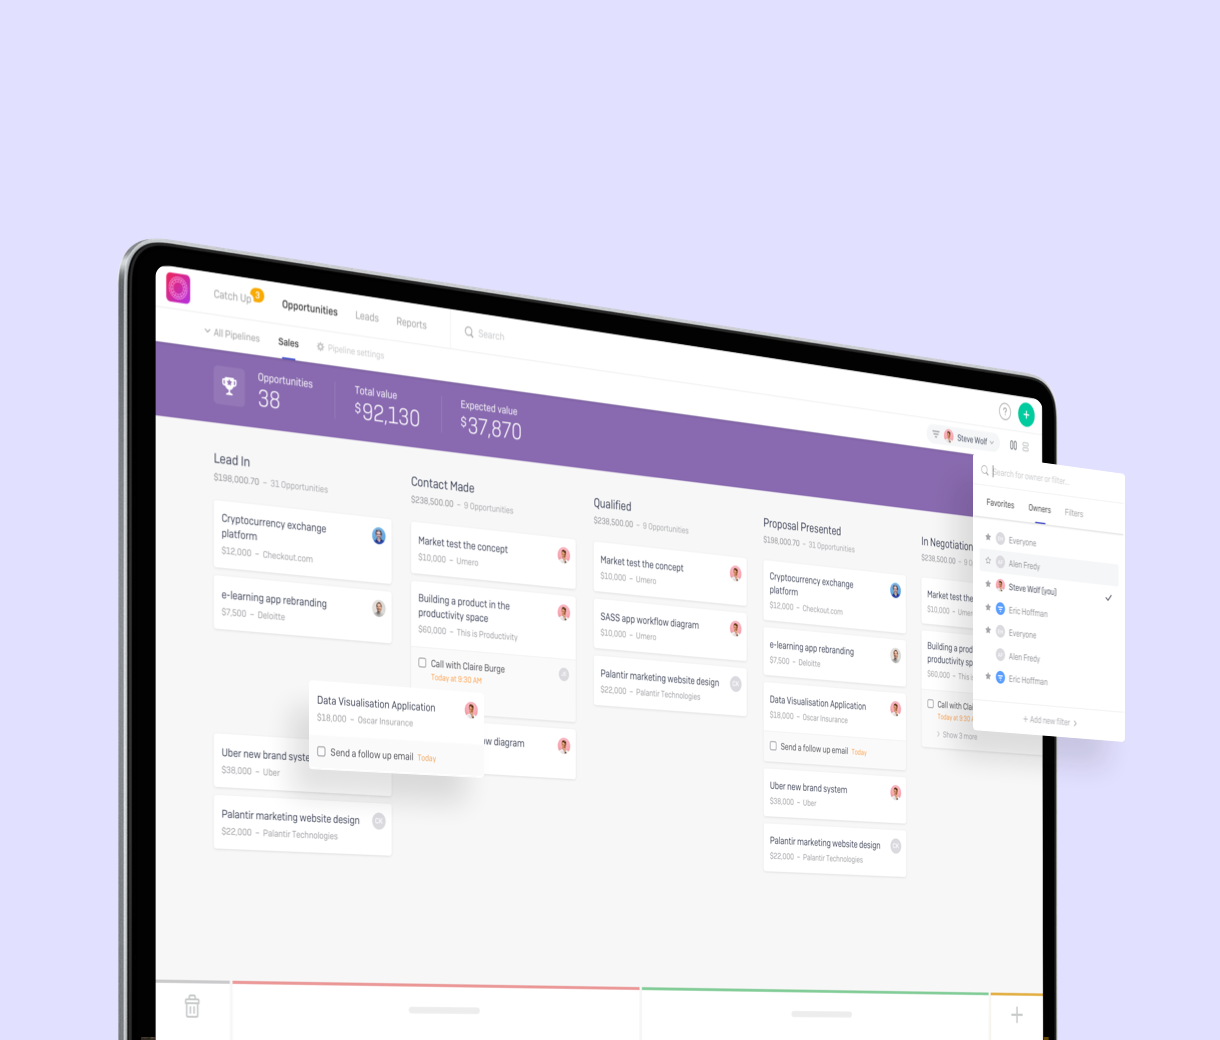 Catch Up 3 Opportunities Leads Reports Search
All Pipelines Sales Pipeline settings
?
+
Opportunities
38
Total value
$92,130
Expected value
$37,870
Steve Wolf
Lead In
$198,000.70 – 31 Opportunities
Cryptocurrency exchange
platform
$12,000 – Checkout.com
e-learning app rebranding
$7,500 – Deloitte
Uber new brand syste
$38,000 – Uber
Palantir marketing website design
$22,000 – Palantir Technologies
Data Visualisation Application
$18,000 – Oscar Insurance
Send a follow up email Today
Contact Made
$238,500.00 – 9 Opportunities
Market test the concept
$10,000 – Umero
Building a product in the
productivity space
$60,000 – This is Productivity
Call with Claire Burge
Today at 9:30 AM
ow diagram
Qualified
$238,500.00 – 9 Opportunities
Market test the concept
$10,000 – Umero
SASS app workflow diagram
$10,000 – Umero
Palantir marketing website design
$22,000 – Palantir Technologies
Proposal Presented
$198,000.70 – 31 Opportunities
Cryptocurrency exchange
platform
$12,000 – Checkout.com
e-learning app rebranding
$7,500 – Deloitte
Data Visualisation Application
$18,000 – Oscar Insurance
Send a follow up email Today
Uber new brand system
$38,000 – Uber
Palantir marketing website design
$22,000 – Palantir Technologies
In Negotiation
$238,500.00 – 9 O
Market test the
$10,000 – Umer
Building a prod
productivity sp
$60,000 – This i
Call with Clai
Today at 9:30
Show 3 more
Search for owner or filter...
Favorites Owners Filters
Everyone
Alen Fredy
Steve Wolf [you]
Eric Hoffman
Everyone
Alen Fredy
Eric Hoffman
+ Add new filter